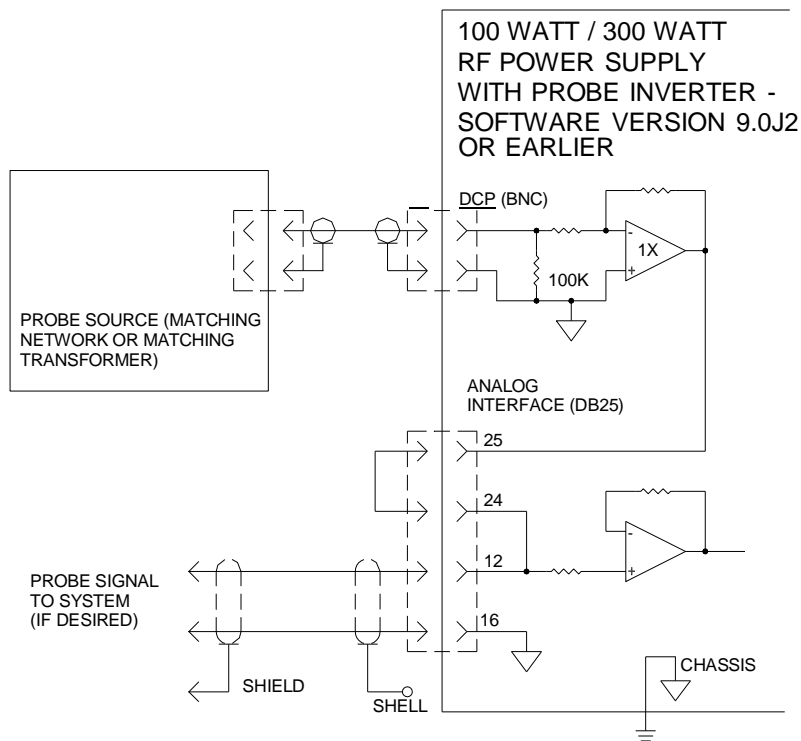 100 WATT / 300 WATT
RF POWER SUPPLY
WITH PROBE INVERTER -
SOFTWARE VERSION 9.0J2
OR EARLIER
DCP (BNC)
-
1X
+
100K
PROBE SOURCE (MATCHING
NETWORK OR MATCHING
TRANSFORMER)
ANALOG
INTERFACE (DB25)
25
24
-
12
+
PROBE SIGNAL
TO SYSTEM
(IF DESIRED)
16
CHASSIS
SHIELD
SHELL